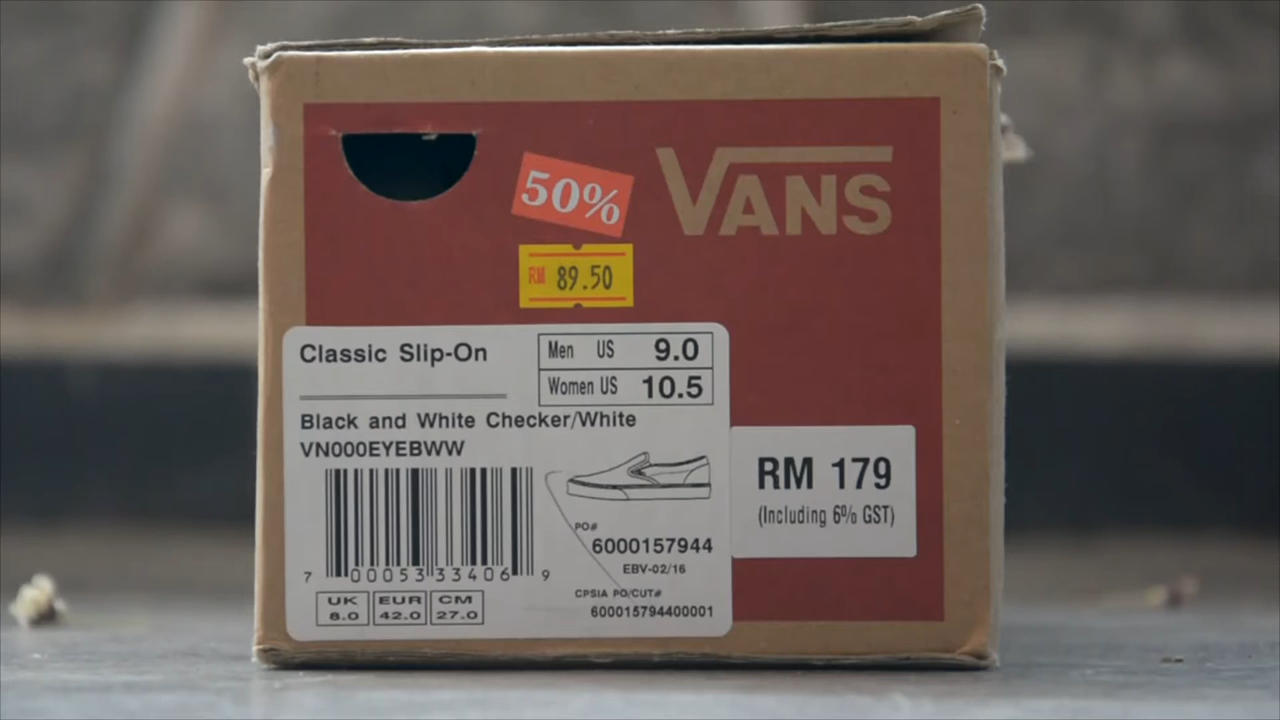 VANS
50%
RM 89.50
Classic Slip-On
Men US 9.0
Women US 10.5
Black and White Checker/White
VN000EYEBWW
RM 179
(Including 6% GST)
PO#
6000157944
EBV-02/16
7 00053 33406 9
CPSIA PO/CUT#
600015794400001
UK 8.0
EUR 42.0
CM 27.0